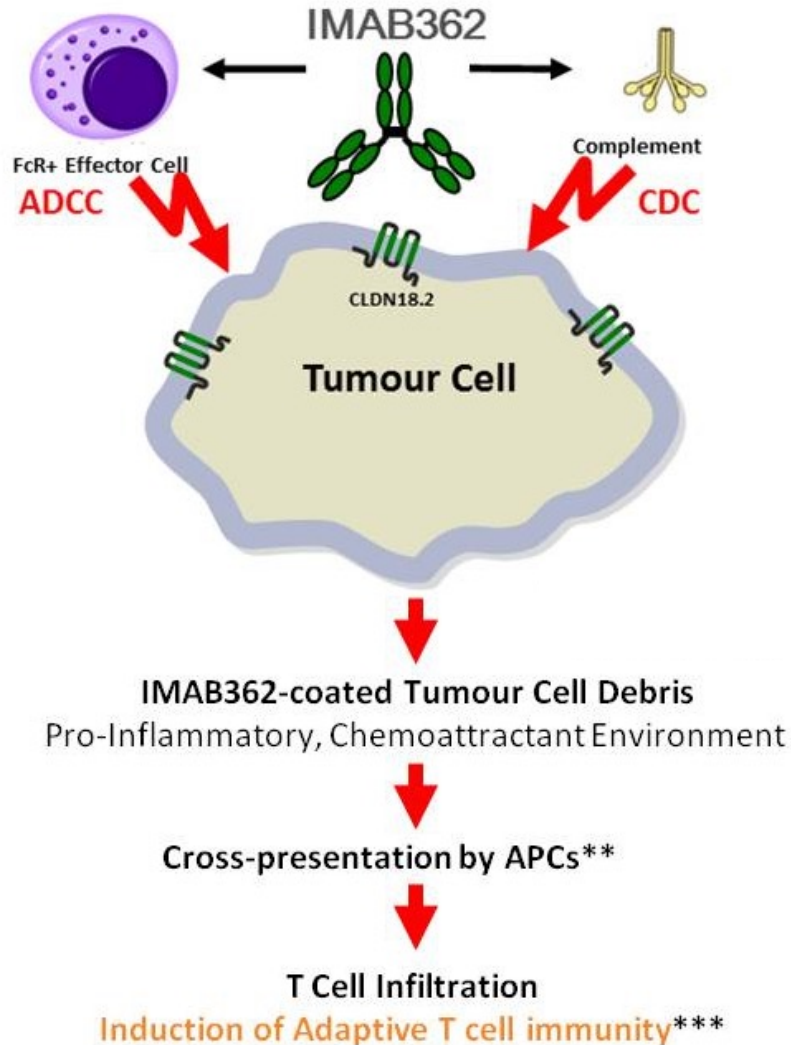 IMAB362
FcR+ Effector Cell
Complement
ADCC
CDC
CLDN18.2
Tumour Cell
IMAB362-coated Tumour Cell Debris
Pro-Inflammatory, Chemoattractant Environment
Cross-presentation by APCs**
T Cell Infiltration
Induction of Adaptive T cell immunity***